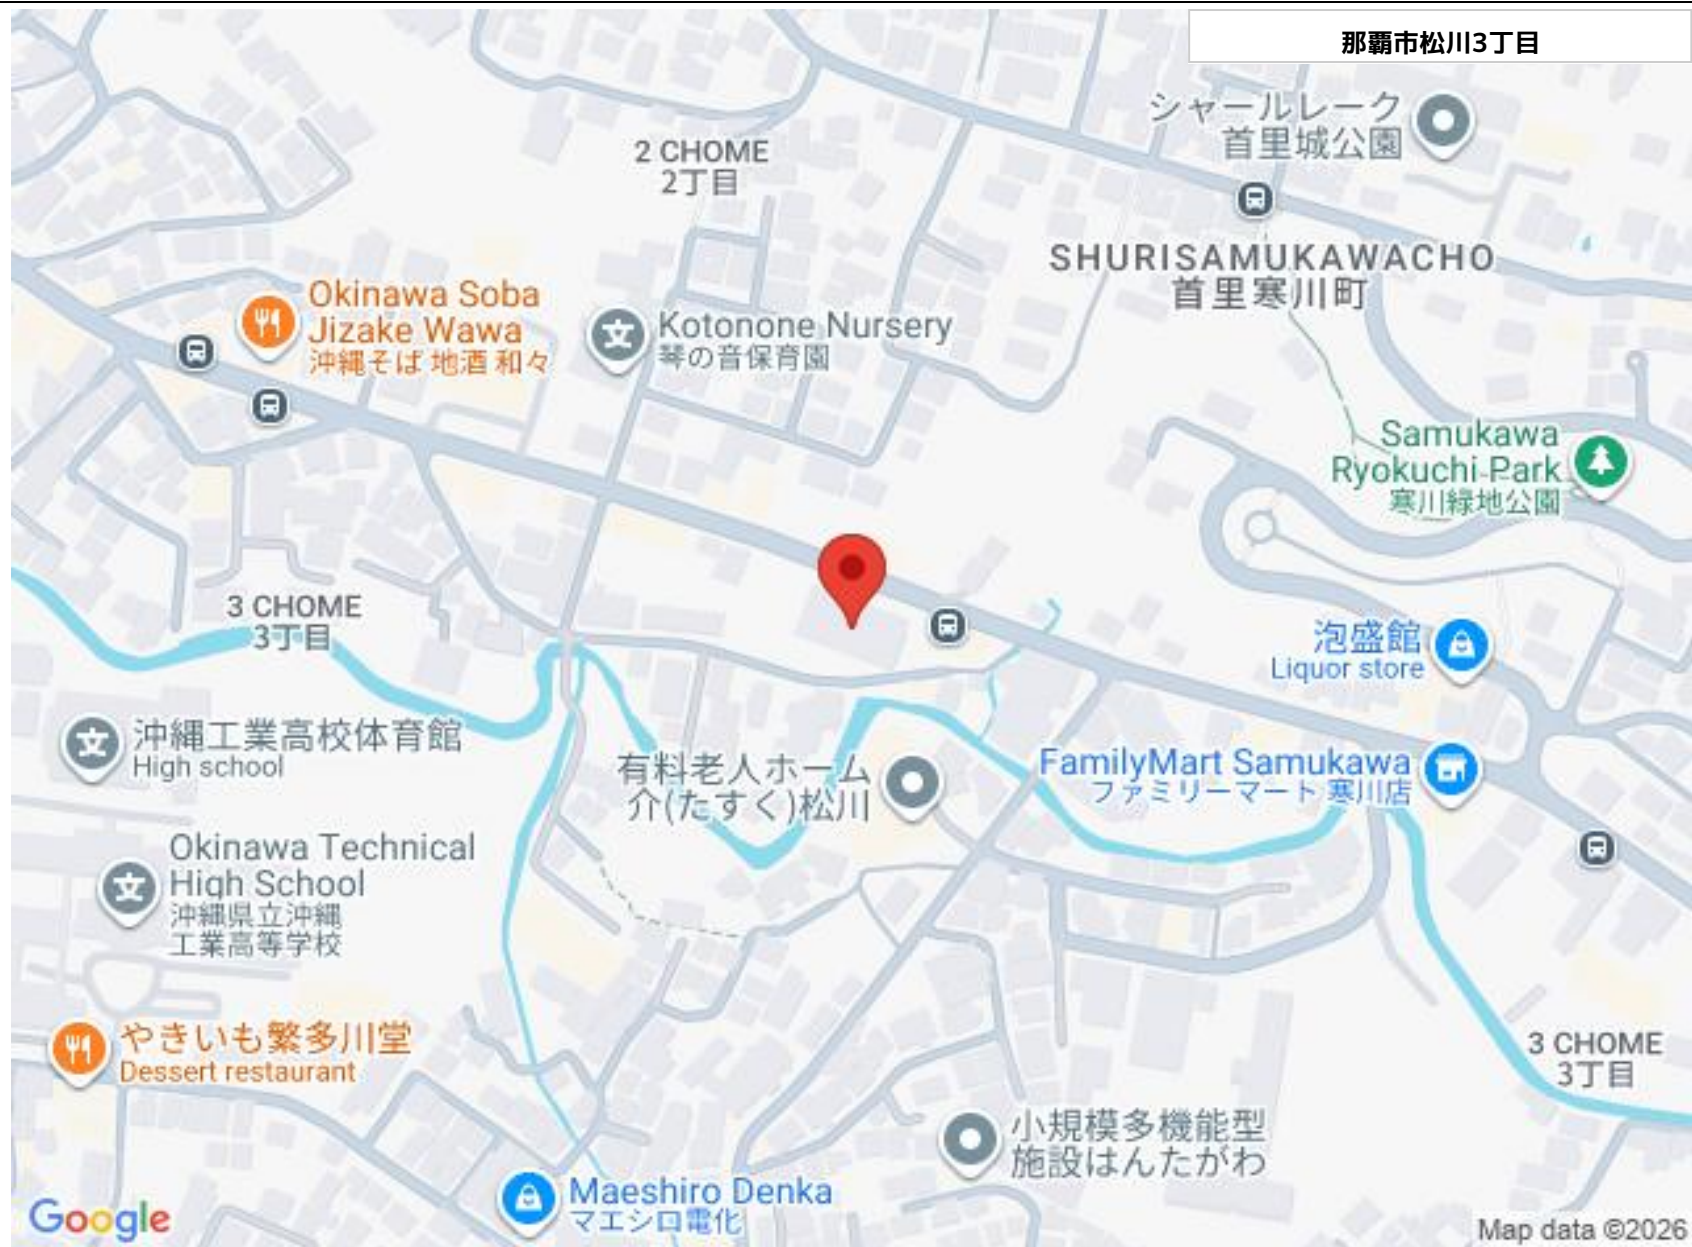 那覇市松川3丁目
シャールレーク
首里城公園
2 CHOME
2丁目
SHURISAMUKAWACHO
首里寒川町
Okinawa Soba
Jizake Wawa
沖縄そば 地酒 和々
Kotonone Nursery
琴の音保育園
Samukawa
Ryokuchi Park
寒川緑地公園
3 CHOME
3丁目
泡盛館
Liquor store
沖縄工業高校体育館
High school
有料老人ホーム
介(たすく)松川
FamilyMart Samukawa
ファミリーマート 寒川店
Okinawa Technical
High School
沖縄県立沖縄
工業高等学校
やきいも繁多川堂
Dessert restaurant
3 CHOME
3丁目
小規模多機能型
施設はんたがわ
Maeshiro Denka
マエシロ電化
Google
Map data ©2026